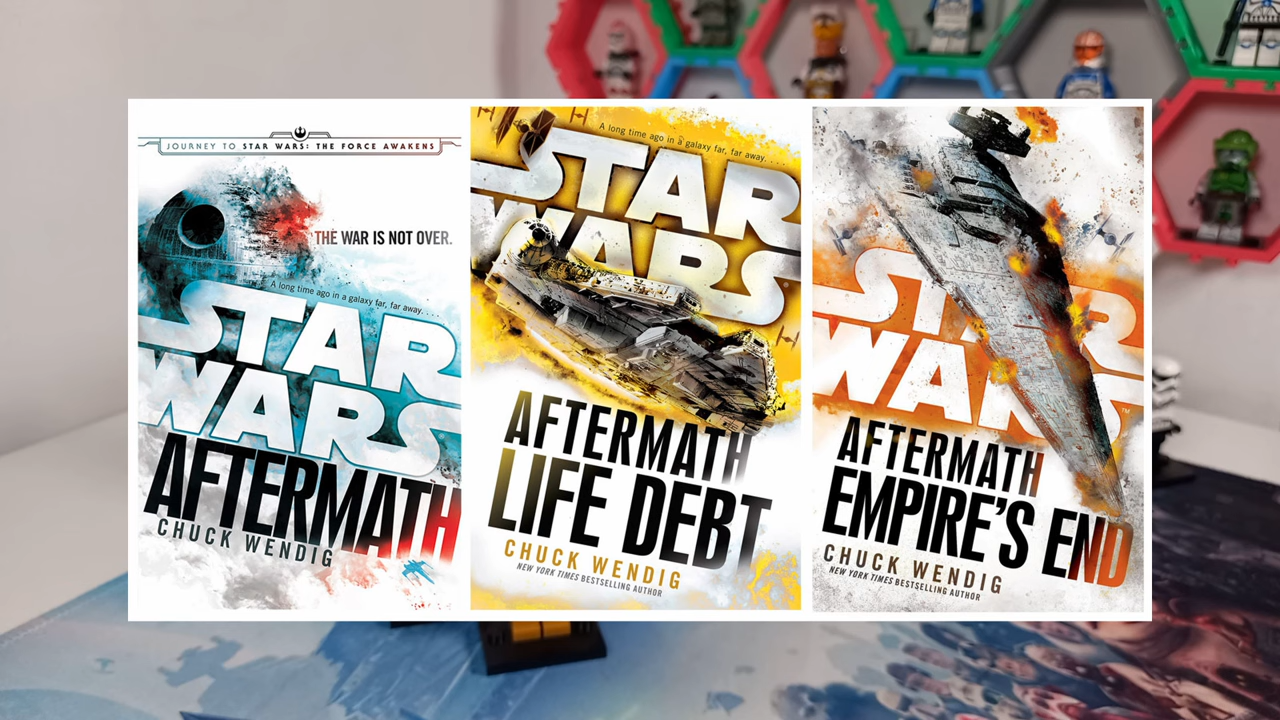 JOURNEY TO STAR WARS: THE FORCE AWAKENS
THE WAR IS NOT OVER.
A long time ago in a galaxy far, far away. . . .
STAR
WARS
AFTERMATH
CHUCK WENDIG
A long time ago in a galaxy far, far away. . . .
STAR
WARS
AFTERMATH
LIFE DEBT
CHUCK WENDIG
NEW YORK TIMES BESTSELLING AUTHOR
STAR
WARS
TM
AFTERMATH
EMPIRE'S END
CHUCK WENDIG
NEW YORK TIMES BESTSELLING AUTHOR